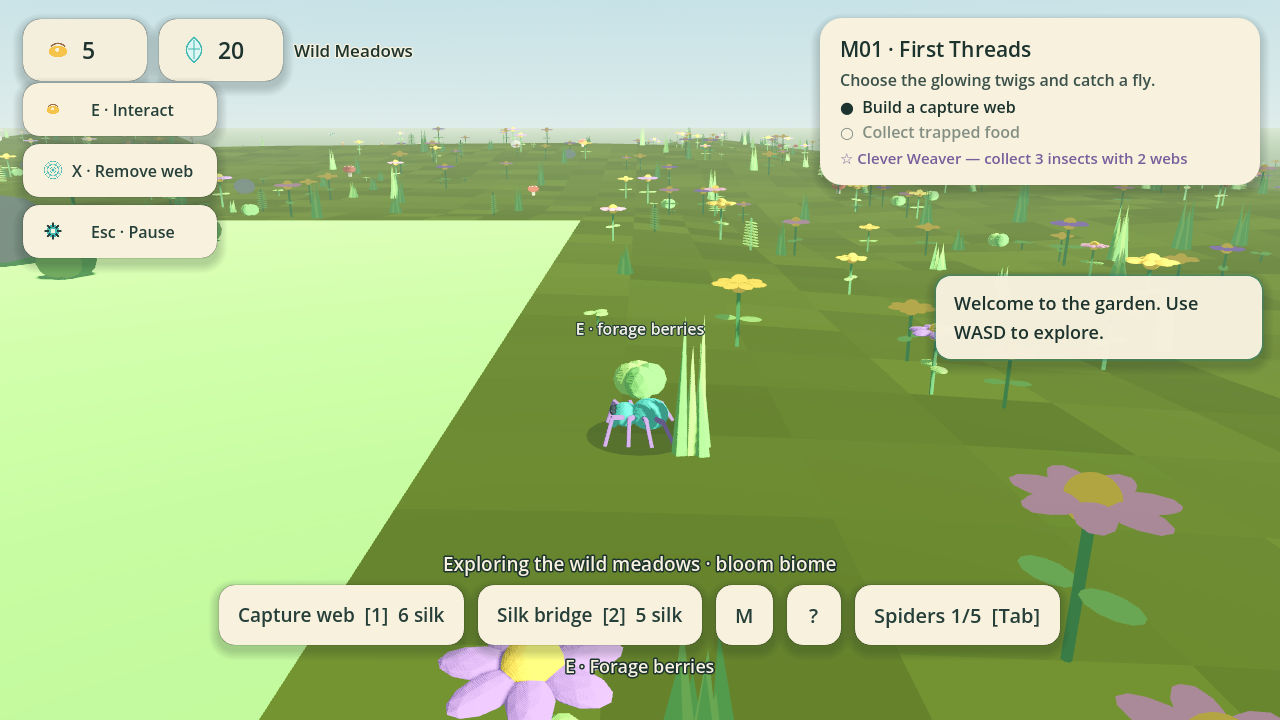 5
20
Wild Meadows
E · Interact
X · Remove web
Esc · Pause
M01 · First Threads
Choose the glowing twigs and catch a fly.
● Build a capture web
○ Collect trapped food
☆ Clever Weaver — collect 3 insects with 2 webs
Welcome to the garden. Use
WASD to explore.
E · forage berries
Exploring the wild meadows · bloom biome
Capture web [1] 6 silk
Silk bridge [2] 5 silk
M
?
Spiders 1/5 [Tab]
E · Forage berries